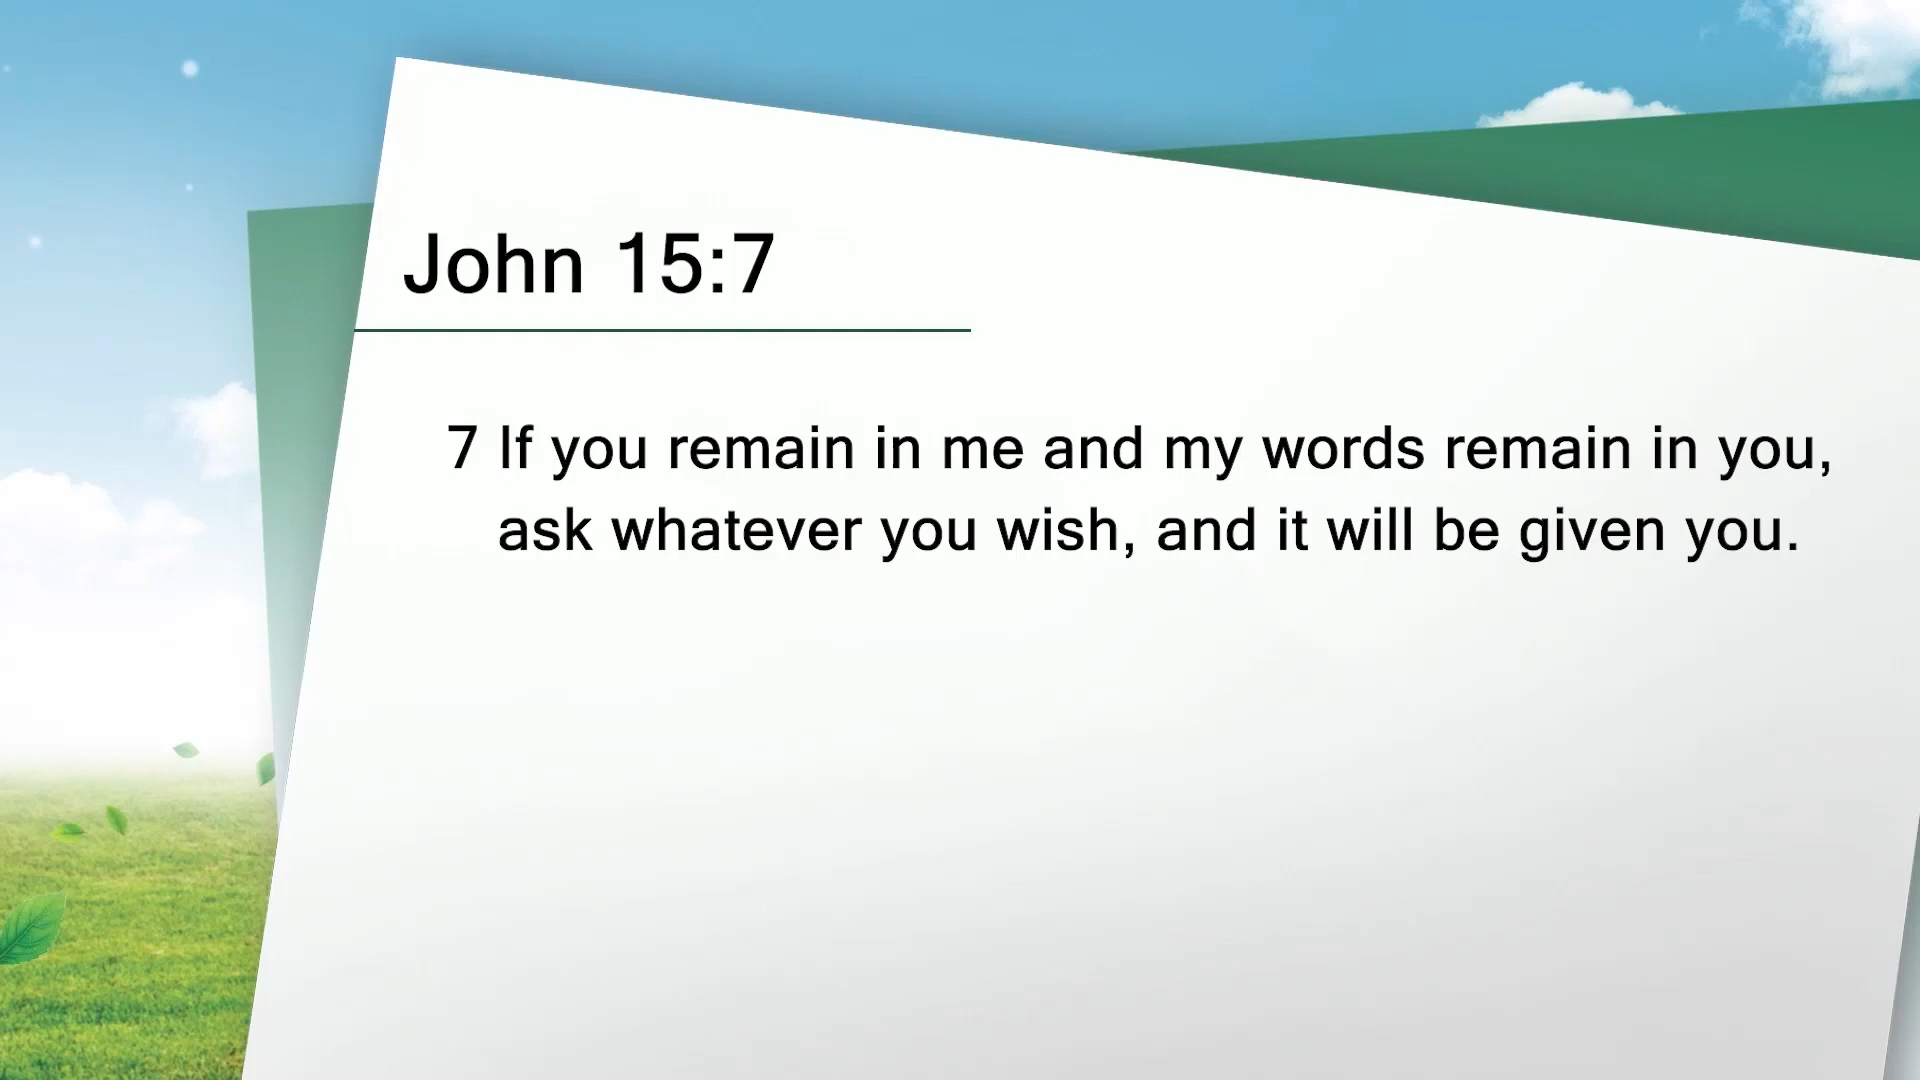 John 15:7
7 If you remain in me and my words remain in you,
ask whatever you wish, and it will be given you.